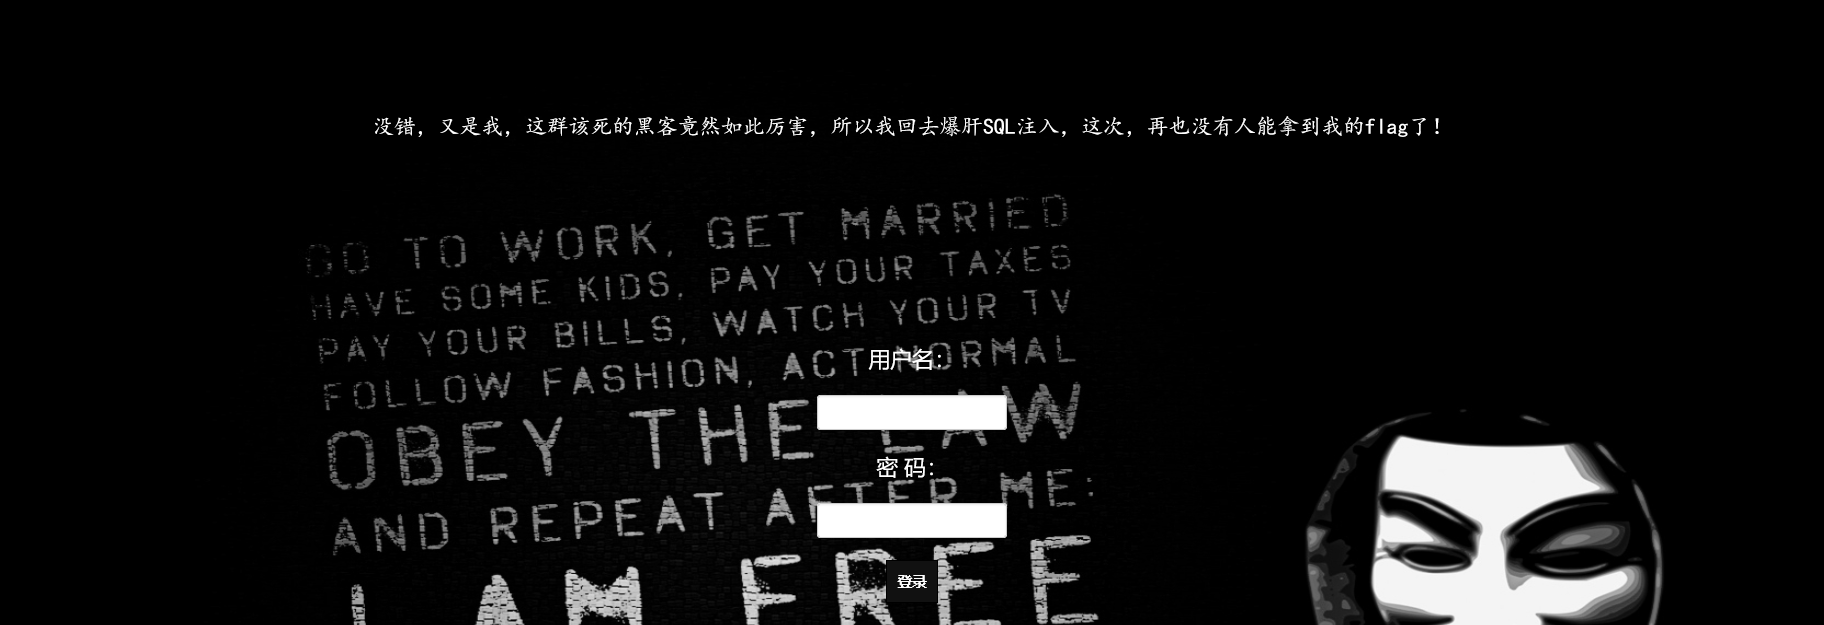 没错，又是我，这群该死的黑客竟然如此厉害，所以我回去爆肝SQL注入，这次，再也没有人能拿到我的flag了！
GO TO WORK, GET MARRIED
HAVE SOME KIDS, PAY YOUR TAXES
PAY YOUR BILLS, WATCH YOUR TV
FOLLOW FASHION, ACT NORMAL
OBEY THE LAW
AND REPEAT AFTER ME:
I AM FREE
用户名：
密 码：
登录